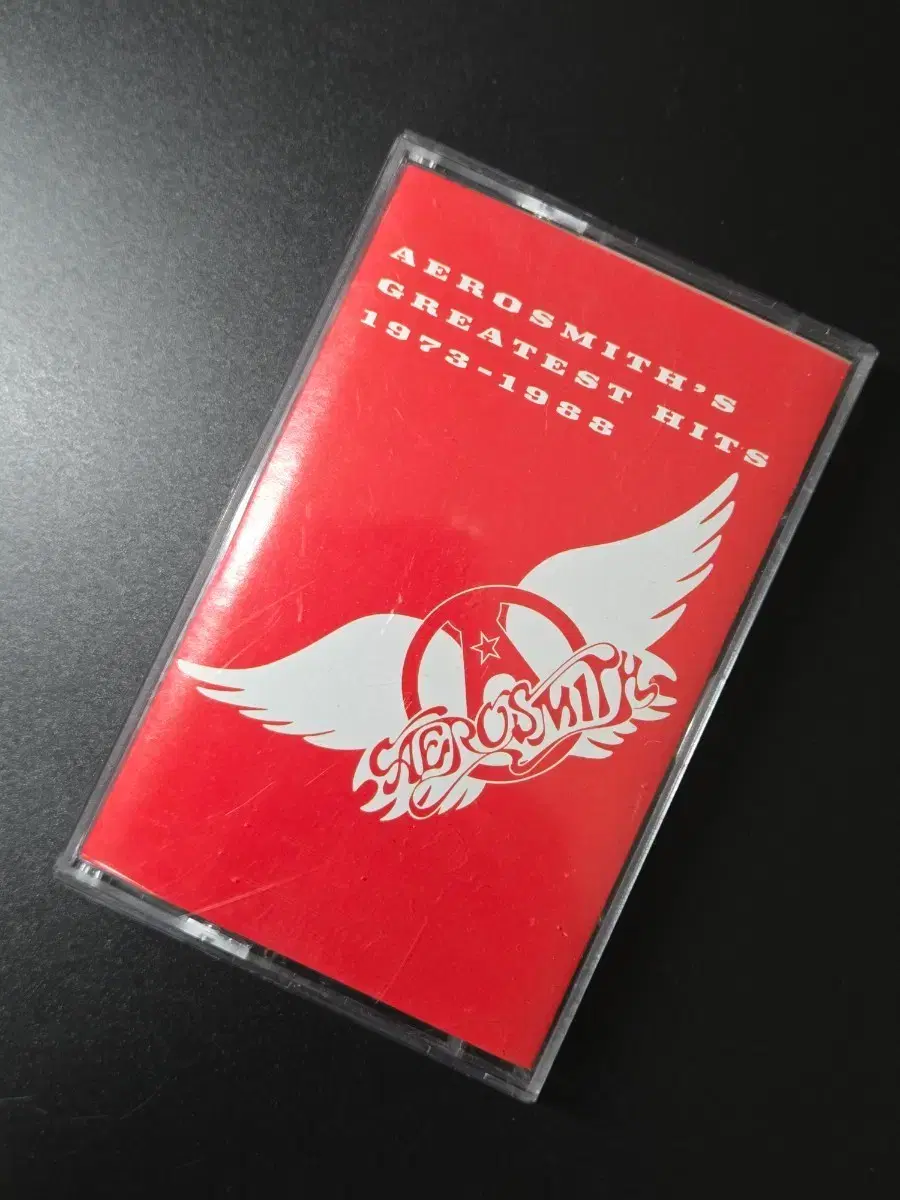 AEROSMITH'S
GREATEST HITS
1973-1988
AEROSMITH